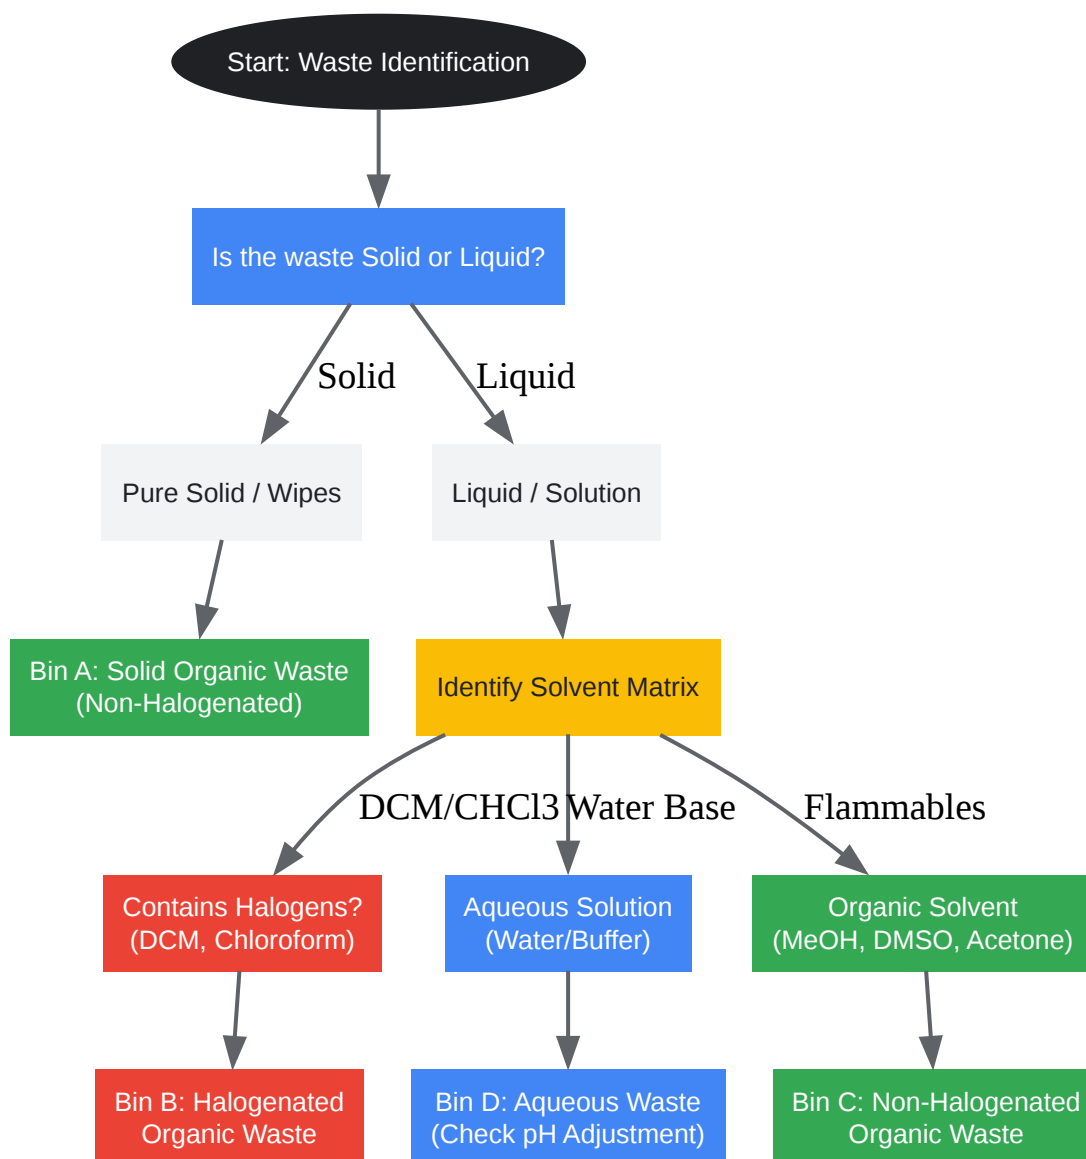 Start: Waste Identification
Is the waste Solid or Liquid?
Solid
Liquid
Pure Solid / Wipes
Liquid / Solution
Bin A: Solid Organic Waste
(Non-Halogenated)
Identify Solvent Matrix
DCM/CHCl3
Water Base
Flammables
Contains Halogens?
(DCM, Chloroform)
Aqueous Solution
(Water/Buffer)
Organic Solvent
(MeOH, DMSO, Acetone)
Bin B: Halogenated
Organic Waste
Bin D: Aqueous Waste
(Check pH Adjustment)
Bin C: Non-Halogenated
Organic Waste